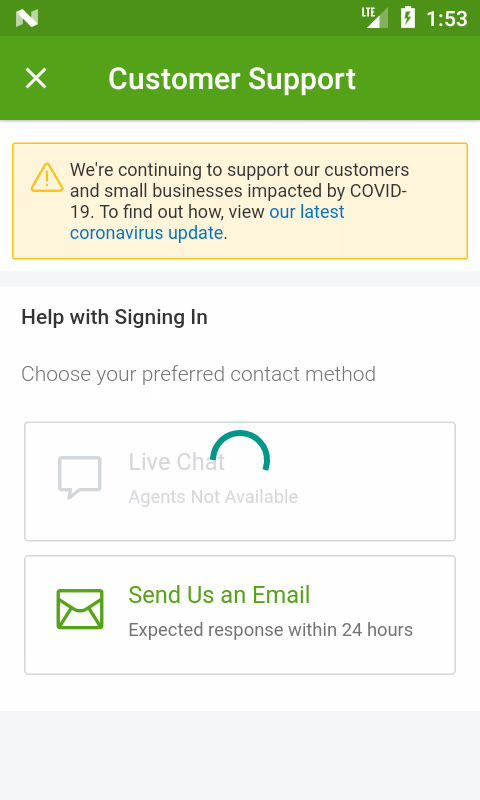 LTE 1:53
Customer Support
We're continuing to support our customers
and small businesses impacted by COVID-
19. To find out how, view our latest
coronavirus update.
Help with Signing In
Choose your preferred contact method
Live Chat
Agents Not Available
Send Us an Email
Expected response within 24 hours